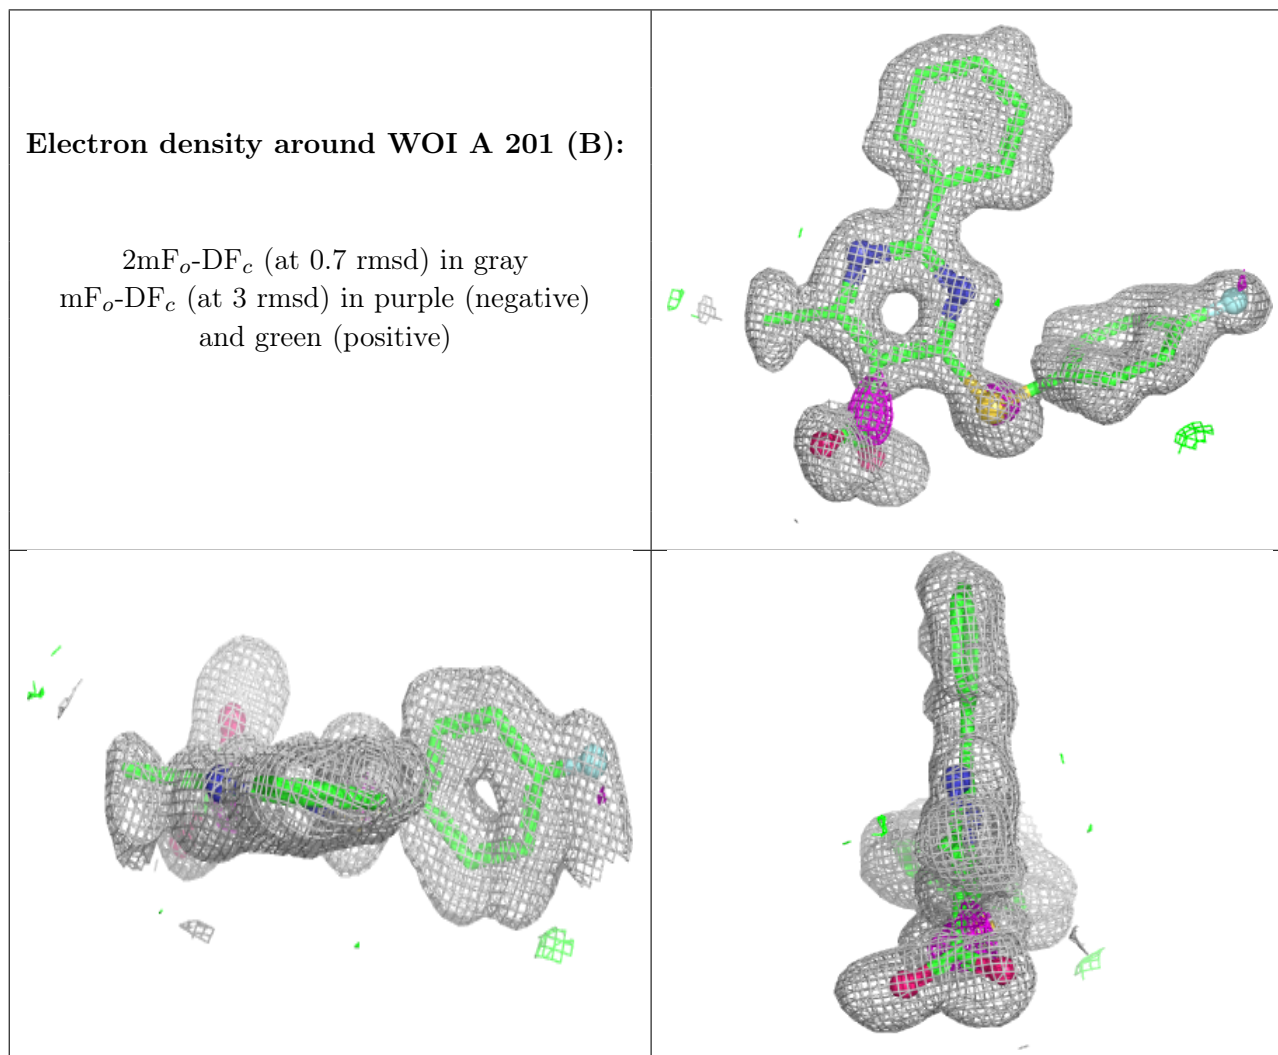 Electron density around WOI A 201 (B):
2mFₒ-DF𝒸 (at 0.7 rmsd) in gray
mFₒ-DF𝒸 (at 3 rmsd) in purple (negative)
and green (positive)